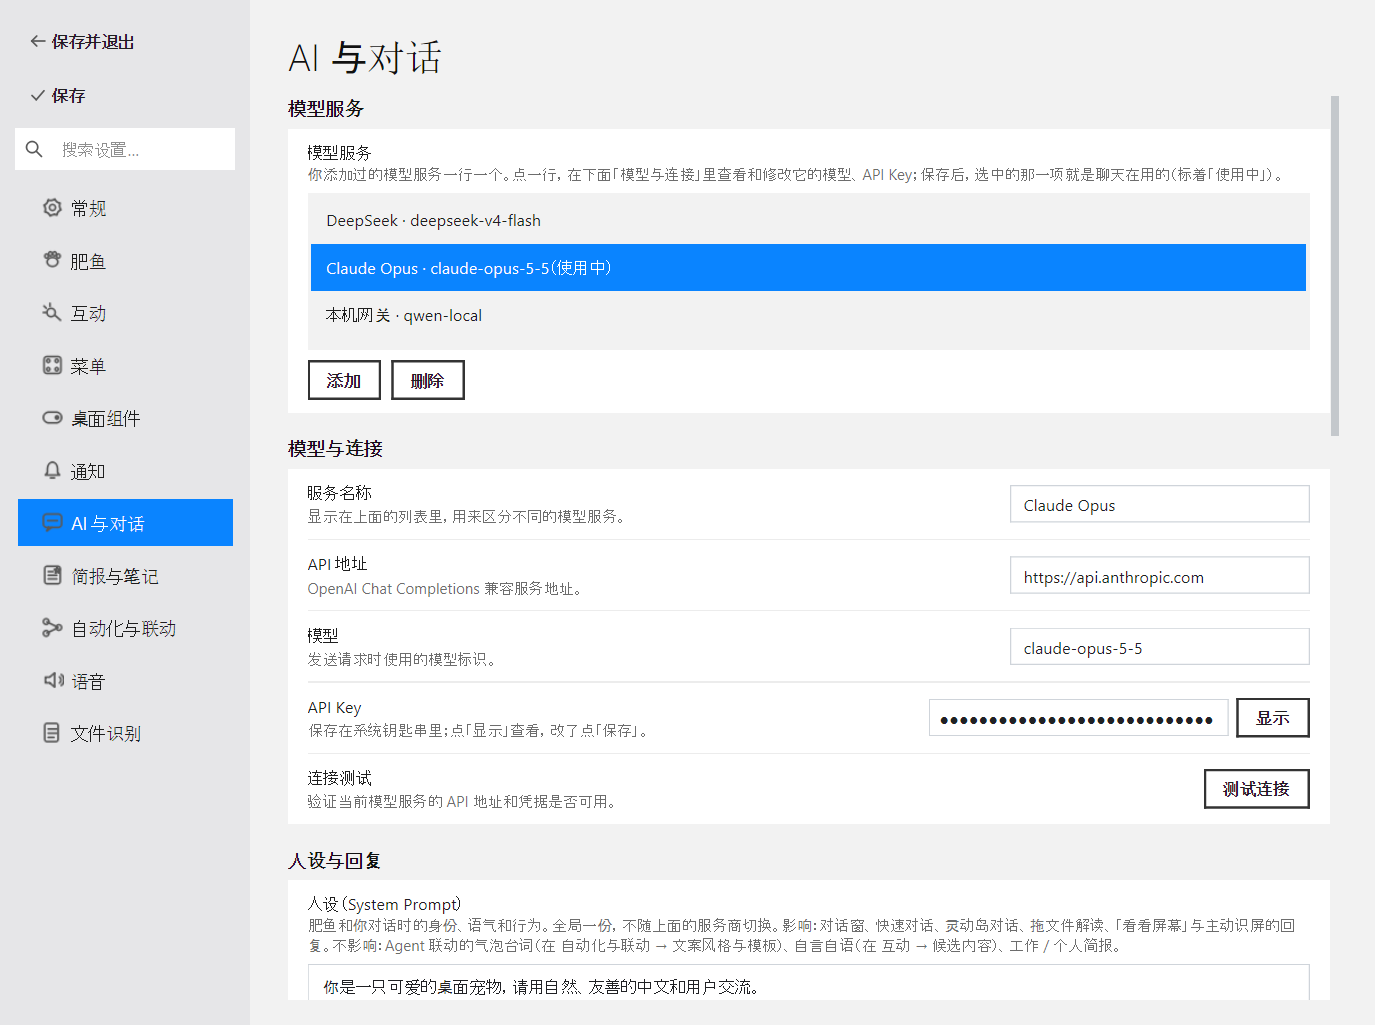 保存并退出
保存
搜索设置...
常规
肥鱼
互动
菜单
桌面组件
通知
AI 与对话
简报与笔记
自动化与联动
语音
文件识别
AI 与对话
模型服务
模型服务
你添加过的模型服务一行一个。点一行，在下面「模型与连接」里查看和修改它的模型、API Key；保存后，选中的那一项就是聊天在用的（标着「使用中」）。
DeepSeek · deepseek-v4-flash
Claude Opus · claude-opus-5-5（使用中）
本机网关 · qwen-local
添加
删除
模型与连接
服务名称
显示在上面的列表里，用来区分不同的模型服务。
Claude Opus
API 地址
OpenAI Chat Completions 兼容服务地址。
https://api.anthropic.com
模型
发送请求时使用的模型标识。
claude-opus-5-5
API Key
保存在系统钥匙串里；点「显示」查看，改了点「保存」。
显示
连接测试
验证当前模型服务的 API 地址和凭据是否可用。
测试连接
人设与回复
人设（System Prompt）
肥鱼和你对话时的身份、语气和行为。全局一份，不随上面的服务商切换。影响：对话窗、快速对话、灵动岛对话、拖文件解读、「看看屏幕」与主动识屏的回
复。不影响：Agent 联动的气泡台词（在 自动化与联动 → 文案风格与模板）、自言自语（在 互动 → 候选内容）、工作 / 个人简报。
你是一只可爱的桌面宠物，请用自然、友善的中文和用户交流。